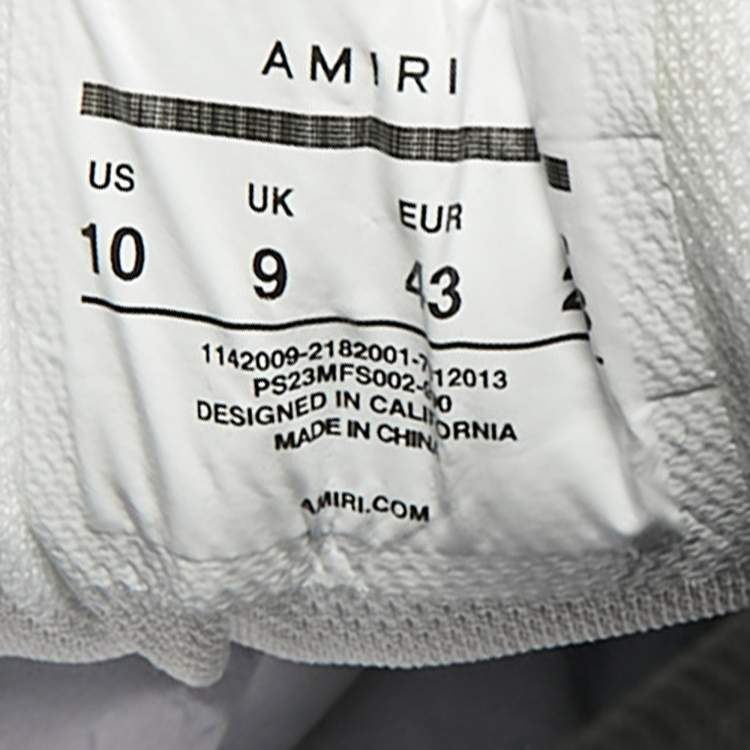 AMIRI
US UK EUR
10 9 43
DESIGNED IN CALIFORNIA
MADE IN CHINA
AMIRI.COM